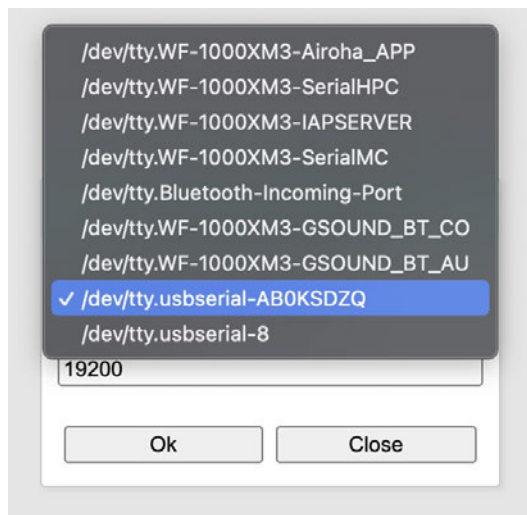 /dev/tty.WF-1000XM3-Airoha_APP
/dev/tty.WF-1000XM3-SerialHPC
/dev/tty.WF-1000XM3-IAPSERVER
/dev/tty.WF-1000XM3-SerialMC
/dev/tty.Bluetooth-Incoming-Port
/dev/tty.WF-1000XM3-GSOUND_BT_CO
/dev/tty.WF-1000XM3-GSOUND_BT_AU
✓ /dev/tty.usbserial-AB0KSDZQ
/dev/tty.usbserial-8
19200
Ok Close